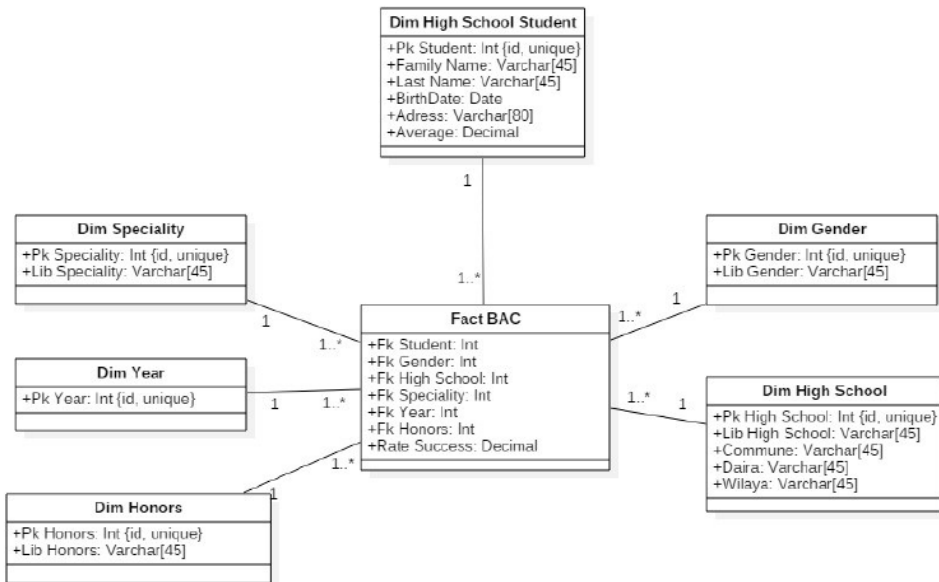 Dim High School Student
+Pk Student: Int {id, unique}
+Family Name: Varchar[45]
+Last Name: Varchar[45]
+BirthDate: Date
+Adress: Varchar[80]
+Average: Decimal
1
1..*
Dim Speciality
+Pk Speciality: Int {id, unique}
+Lib Speciality: Varchar[45]
1
1..*
Dim Gender
+Pk Gender: Int {id, unique}
+Lib Gender: Varchar[45]
1
1..*
Fact BAC
+Fk Student: Int
+Fk Gender: Int
+Fk High School: Int
+Fk Speciality: Int
+Fk Year: Int
+Fk Honors: Int
+Rate Success: Decimal
Dim Year
+Pk Year: Int {id, unique}
1
1..*
Dim High School
+Pk High School: Int {id, unique}
+Lib High School: Varchar[45]
+Commune: Varchar[45]
+Daira: Varchar[45]
+Wilaya: Varchar[45]
1..*
1
Dim Honors
+Pk Honors: Int {id, unique}
+Lib Honors: Varchar[45]
1
1..*